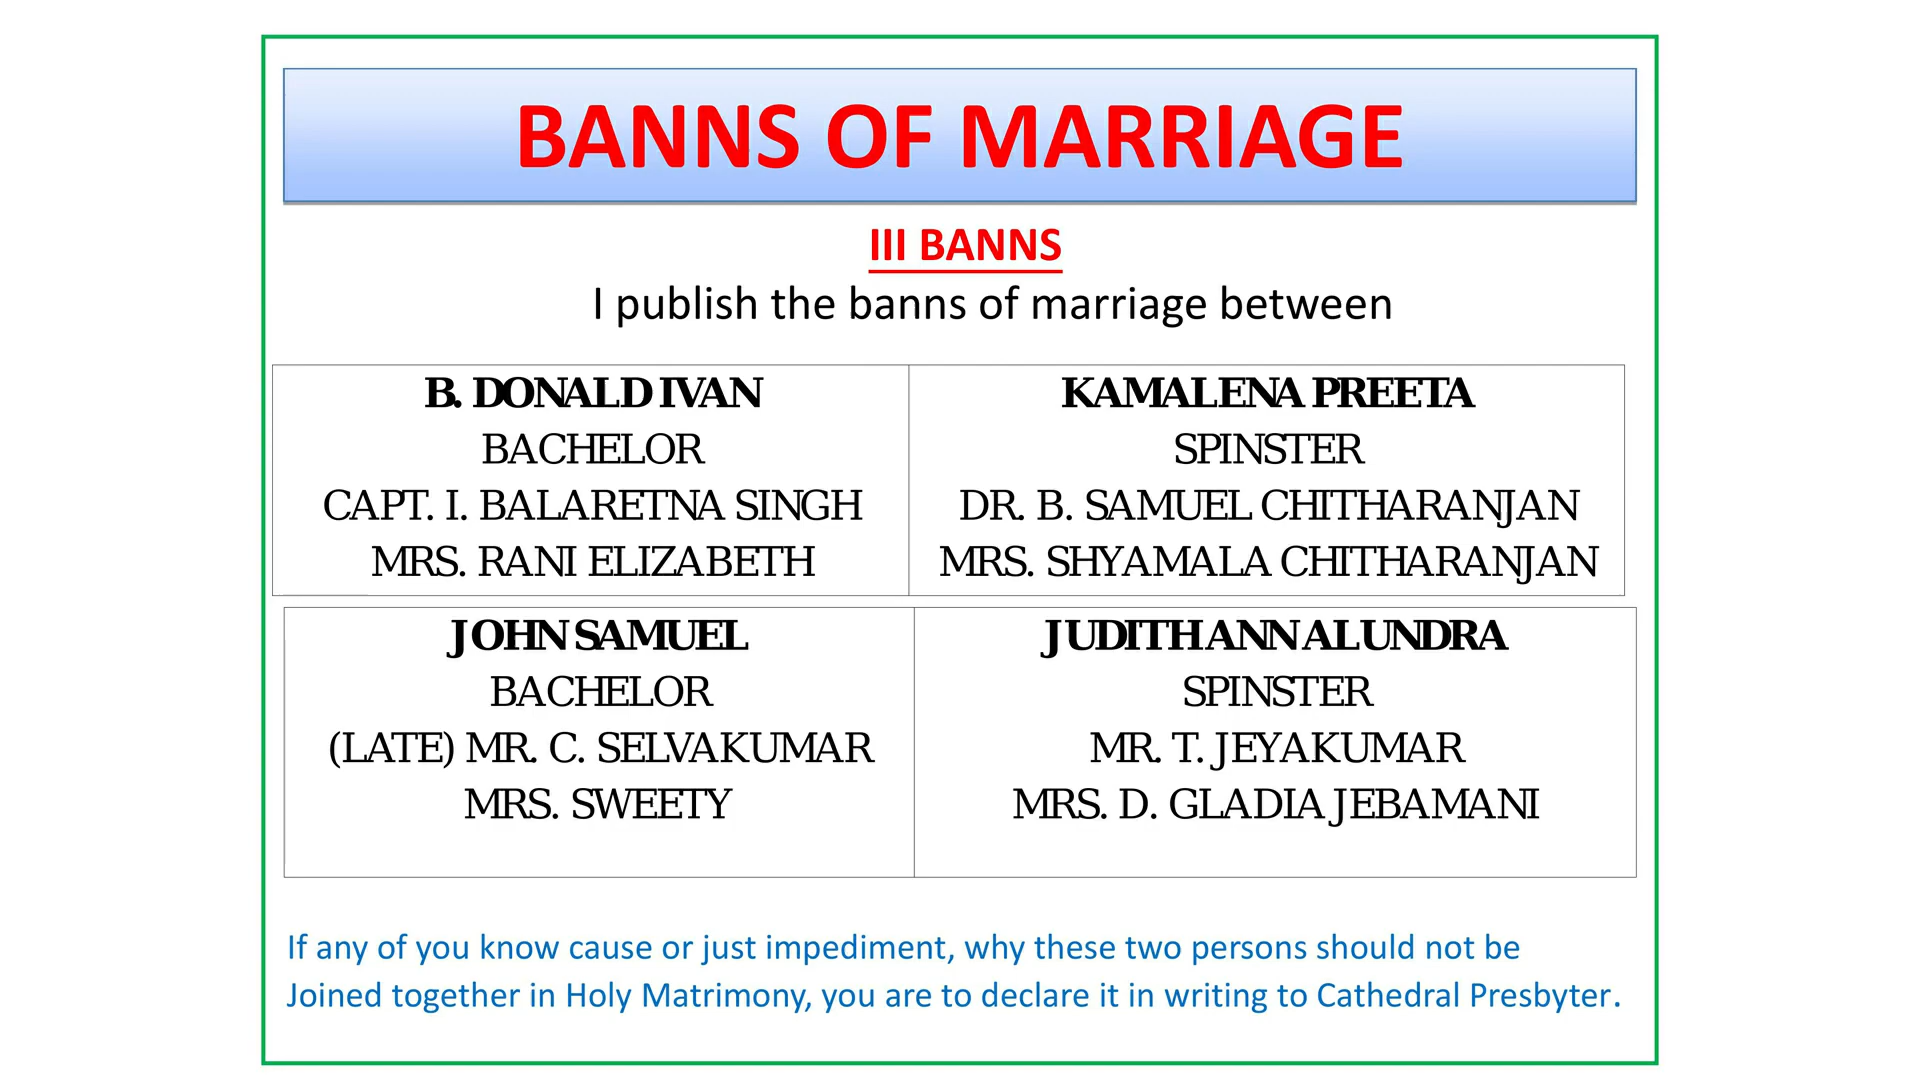 BANNS OF MARRIAGE
III BANNS
I publish the banns of marriage between
B. DONALD IVAN
BACHELOR
CAPT. I. BALARETNA SINGH
MRS. RANI ELIZABETH
KAMALENA PREETA
SPINSTER
DR. B. SAMUEL CHITHARANJAN
MRS. SHYAMALA CHITHARANJAN
JOHN SAMUEL
BACHELOR
(LATE) MR. C. SELVAKUMAR
MRS. SWEETY
JUDITH ANN ALUNDRA
SPINSTER
MR. T. JEYAKUMAR
MRS. D. GLADIA JEBAMANI
If any of you know cause or just impediment, why these two persons should not be
Joined together in Holy Matrimony, you are to declare it in writing to Cathedral Presbyter.